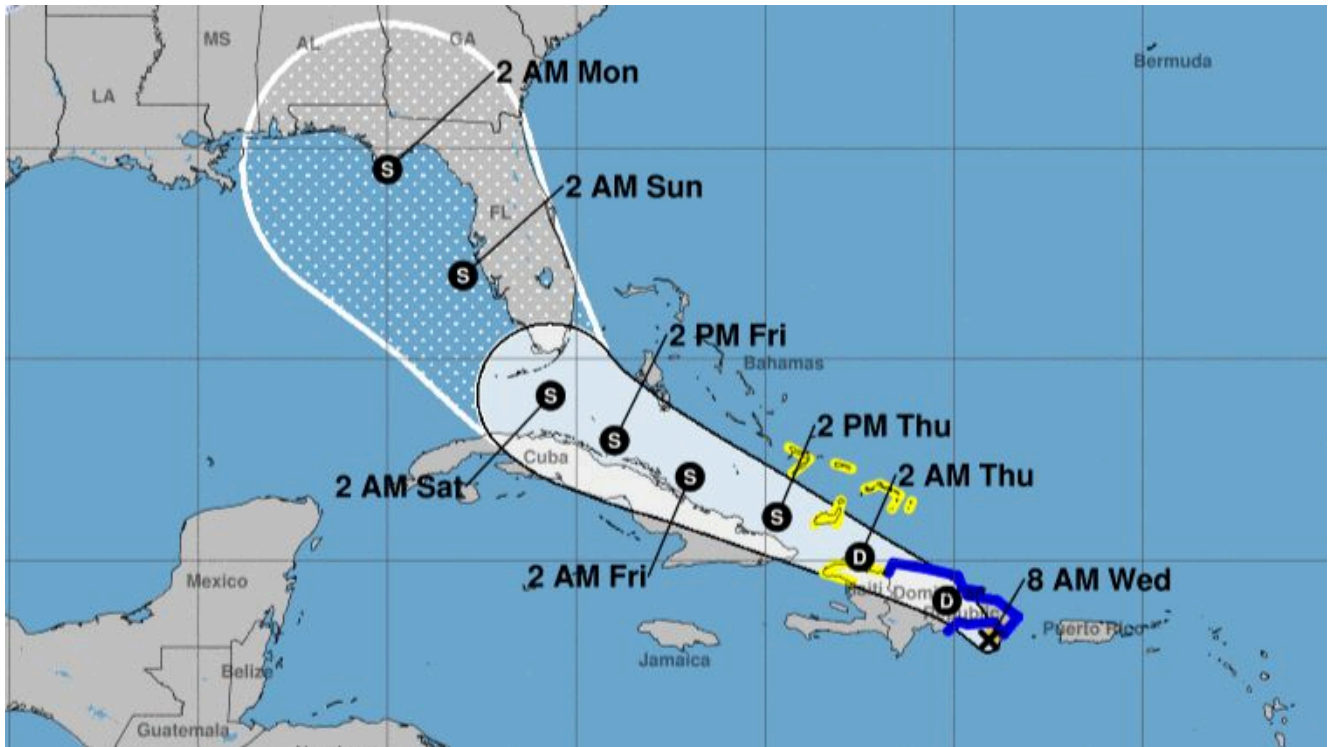 MS
AL
GA
2 AM Mon
Bermuda
LA
2 AM Sun
FL
2 PM Fri
Bahamas
2 PM Thu
Cuba
2 AM Sat
2 AM Thu
S
S
S
S
S
S
D
D
2 AM Fri
8 AM Wed
Mexico
Haiti
Puerto Rico
Jamaica
Belize
Guatemala